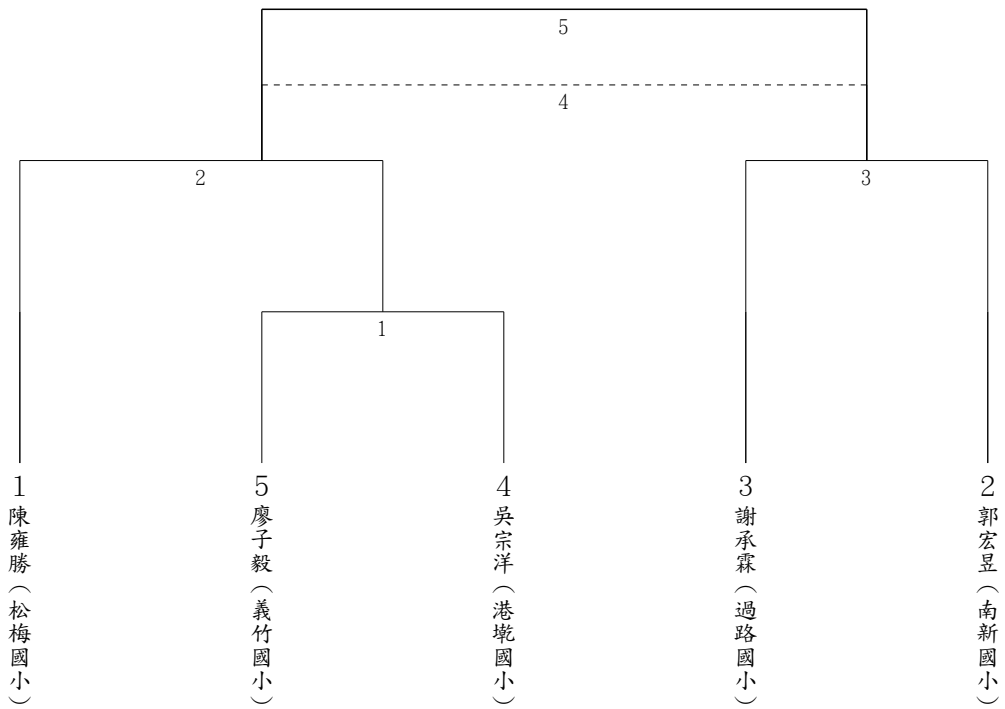 5
4
2
3
1
1
陳雍勝（松梅國小）
5
廖子毅（義竹國小）
4
吳宗洋（港墘國小）
3
謝承霖（過路國小）
2
郭宏昱（南新國小）